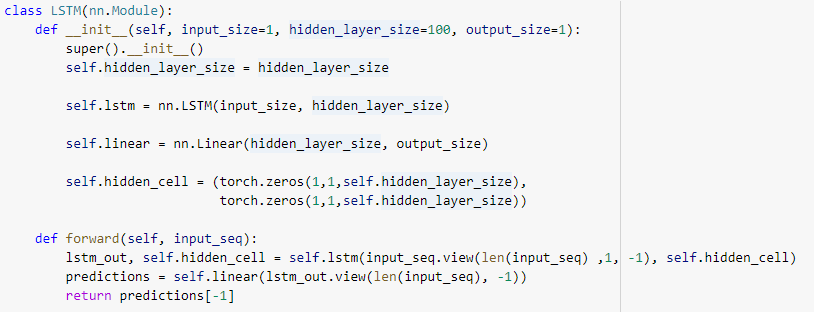 class LSTM(nn.Module):
    def __init__(self, input_size=1, hidden_layer_size=100, output_size=1):
        super().__init__()
        self.hidden_layer_size = hidden_layer_size
        self.lstm = nn.LSTM(input_size, hidden_layer_size)
        self.linear = nn.Linear(hidden_layer_size, output_size)
        self.hidden_cell = (torch.zeros(1,1,self.hidden_layer_size),
                            torch.zeros(1,1,self.hidden_layer_size))
    def forward(self, input_seq):
        lstm_out, self.hidden_cell = self.lstm(input_seq.view(len(input_seq) ,1, -1), self.hidden_cell)
        predictions = self.linear(lstm_out.view(len(input_seq), -1))
        return predictions[-1]